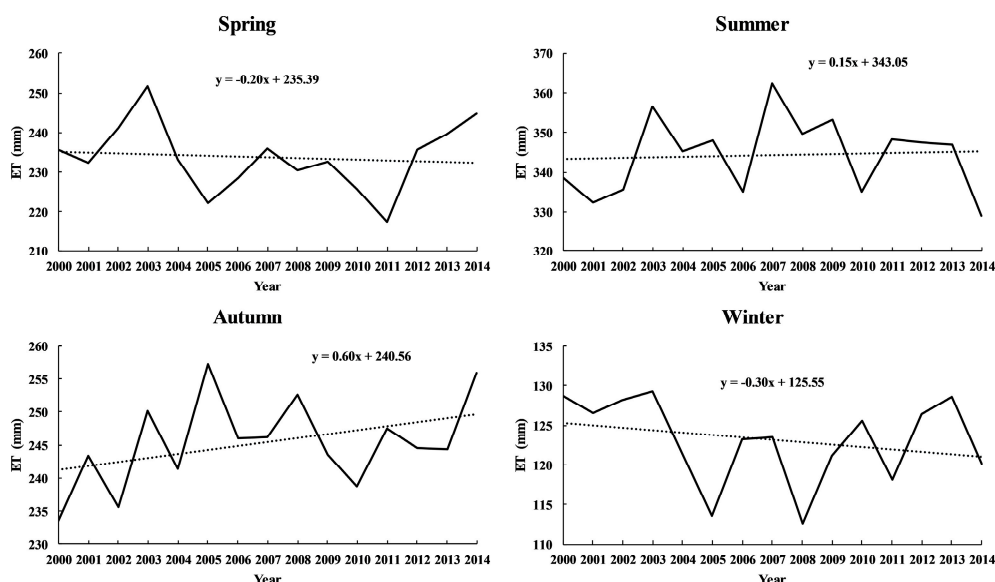 Spring
y = -0.20x + 235.39
ET (mm)
260
250
240
230
220
210
2000 2001 2002 2003 2004 2005 2006 2007 2008 2009 2010 2011 2012 2013 2014
Year
Summer
y = 0.15x + 343.05
ET (mm)
370
360
350
340
330
320
2000 2001 2002 2003 2004 2005 2006 2007 2008 2009 2010 2011 2012 2013 2014
Year
Autumn
y = 0.60x + 240.56
ET (mm)
260
255
250
245
240
235
230
2000 2001 2002 2003 2004 2005 2006 2007 2008 2009 2010 2011 2012 2013 2014
Year
Winter
y = -0.30x + 125.55
ET (mm)
135
130
125
120
115
110
2000 2001 2002 2003 2004 2005 2006 2007 2008 2009 2010 2011 2012 2013 2014
Year